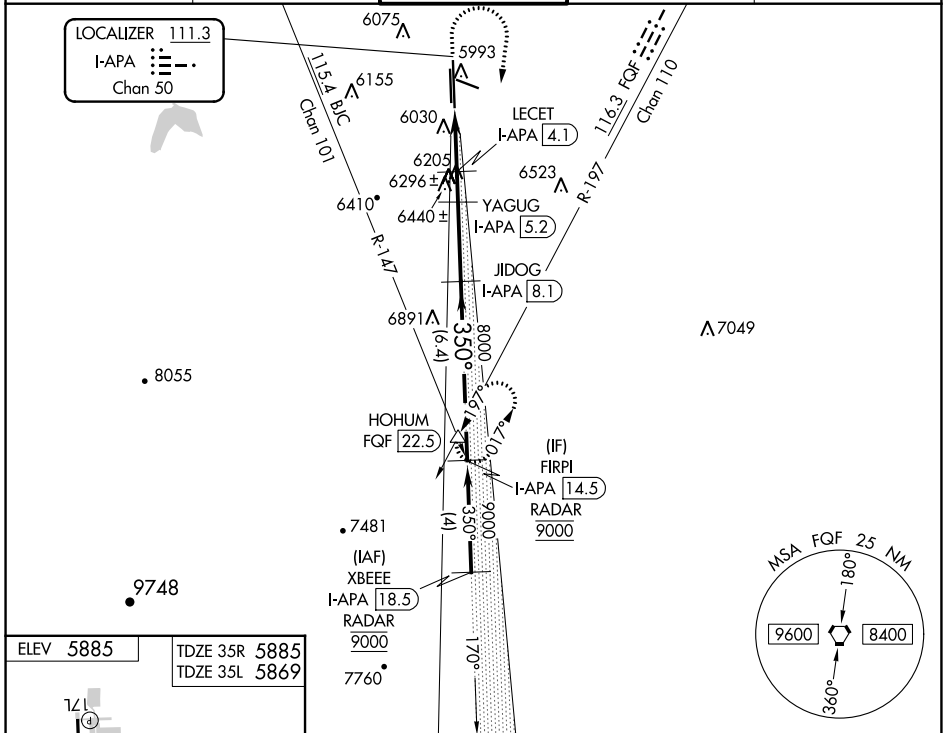 LOCALIZER 111.3
I-APA
Chan 50
6075
5993
115.4 BJC
Chan 101
6155
116.3 FQF
Chan 110
6030
LECET
I-APA 4.1
6205
6296 ±
6523
R-197
6410
6440 ±
YAGUG
I-APA 5.2
R-147
JIDOG
I-APA 8.1
6891
(6.4)
350°
8000
7049
8055
197°
017°
HOHUM
FQF 22.5
(IF)
FIRPI
I-APA 14.5
RADAR
9000
(4)
350°
9000
7481
(IAF)
XBEEE
I-APA 18.5
RADAR
9000
9748
7760
170°
MSA FQF 25 NM
180°
9600
8400
360°
ELEV 5885
TDZE 35R 5885
TDZE 35L 5869
17L
P